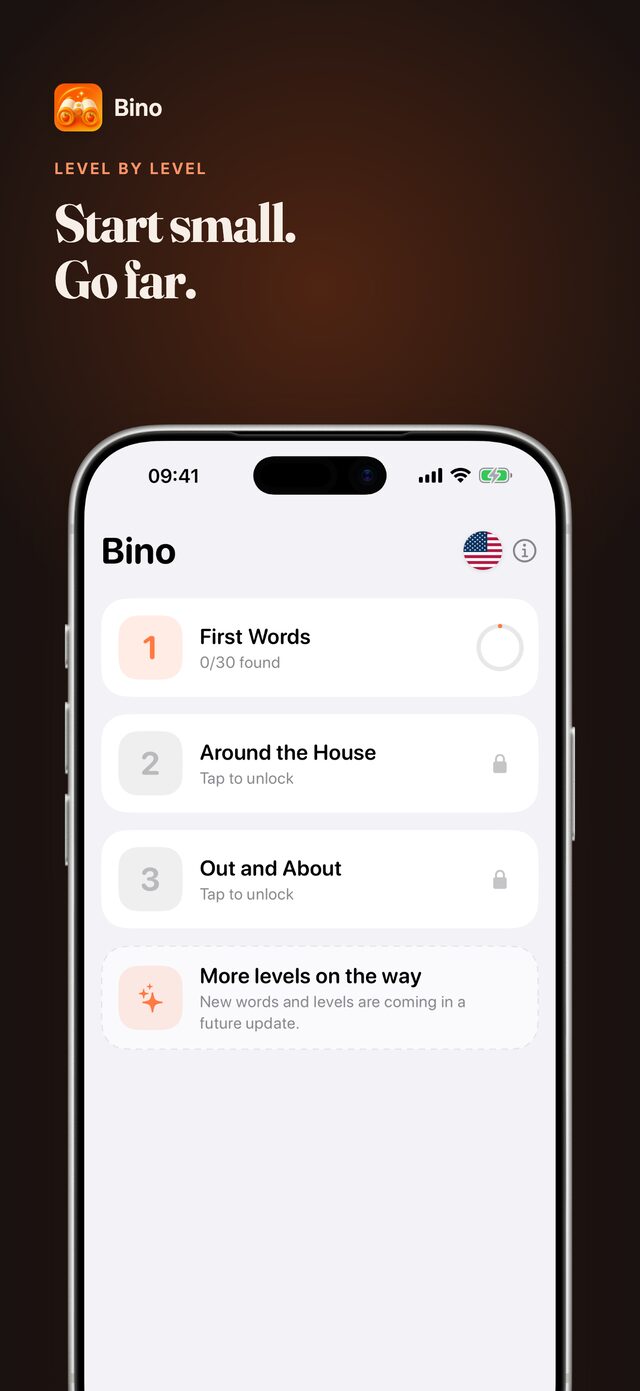 Bino
LEVEL BY LEVEL
Start small.
Go far.
09:41
Bino
1
First Words
0/30 found
2
Around the House
Tap to unlock
3
Out and About
Tap to unlock
More levels on the way
New words and levels are coming in a
future update.